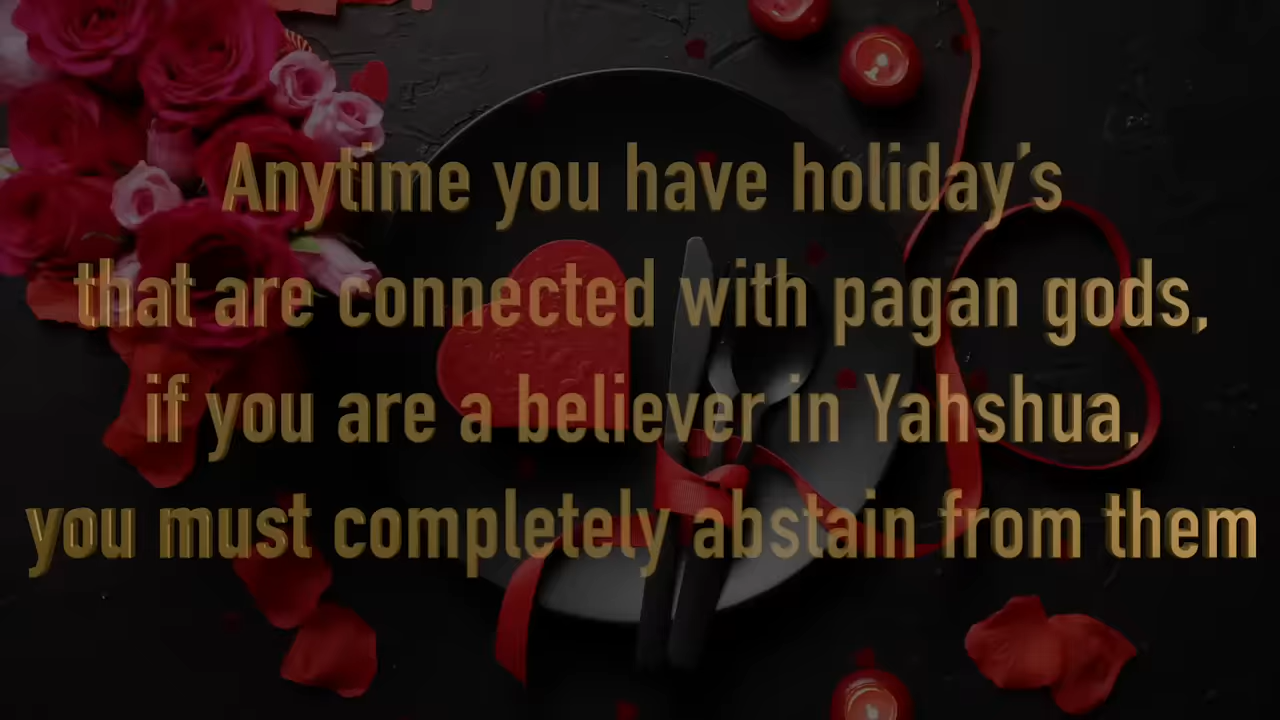 Anytime you have holiday's
that are connected with pagan gods,
if you are a believer in Yahshua,
you must completely abstain from them